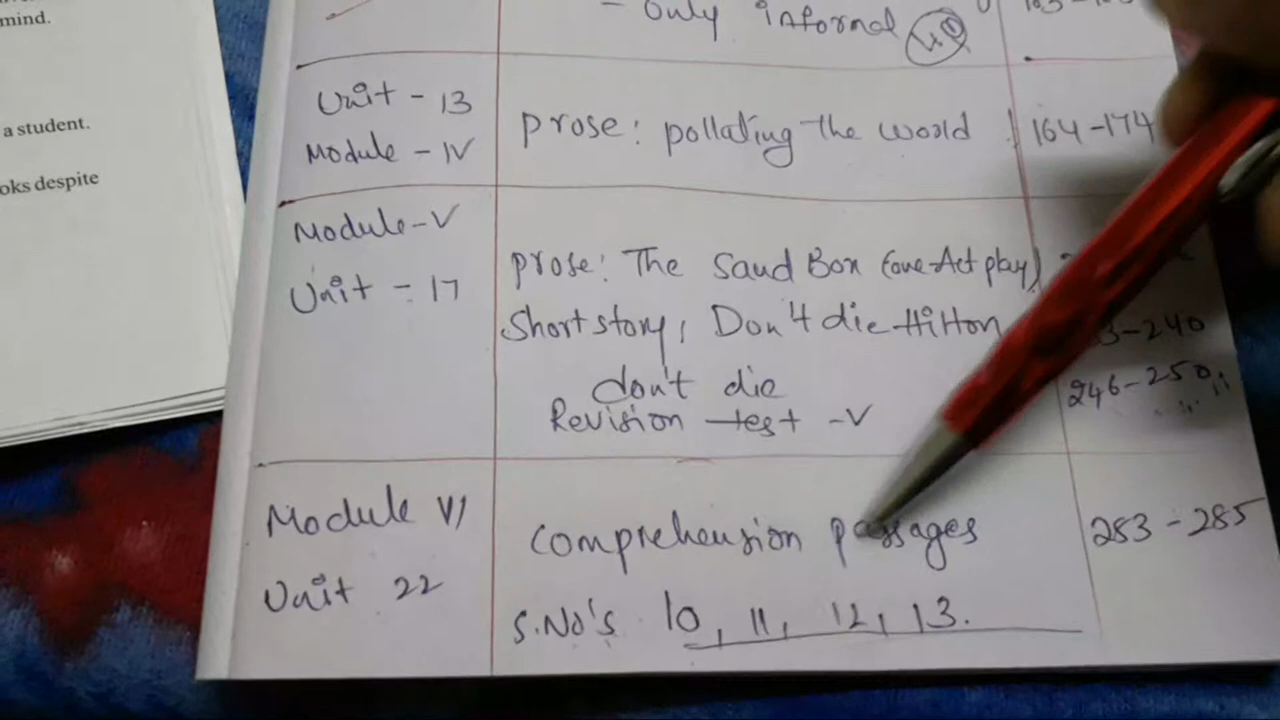 mind.
a student.
oks despite
- Only informal
Unit - 13
Module - IV
Prose: pollating the world
164-174
Module-V
Unit - 17
Prose: The Sand Box (one-Act play)
Short story, Don't die Hilton
-240
don't die
246-250
Revision test -V
Module VI
Unit 22
Comprehension passages
283-285
S.No's 10, 11, 12, 13.